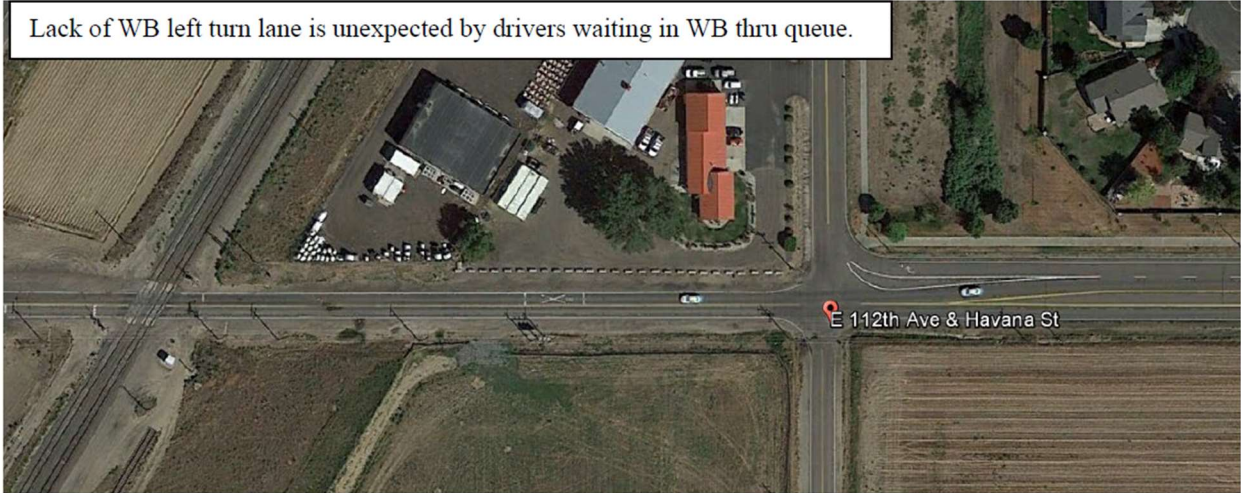 Lack of WB left turn lane is unexpected by drivers waiting in WB thru queue.
E 112th Ave & Havana St